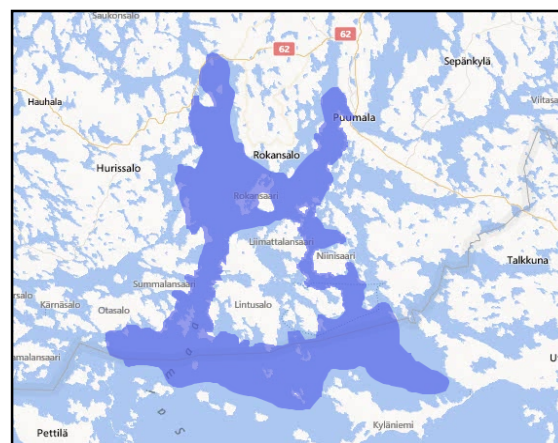 Saukonsalo
62
62
Sepänkylä
Hauhala
Viitasa
Puumala
Hurissalo
Rokansalo
Rokansaari
Liimattalansaari
Niinisaari
Talkkuna
Summalansaari
rsalo
Kärnäsalo
Otasalo
Lintusalo
amalansaari
U
Kyläniemi
Pettilä